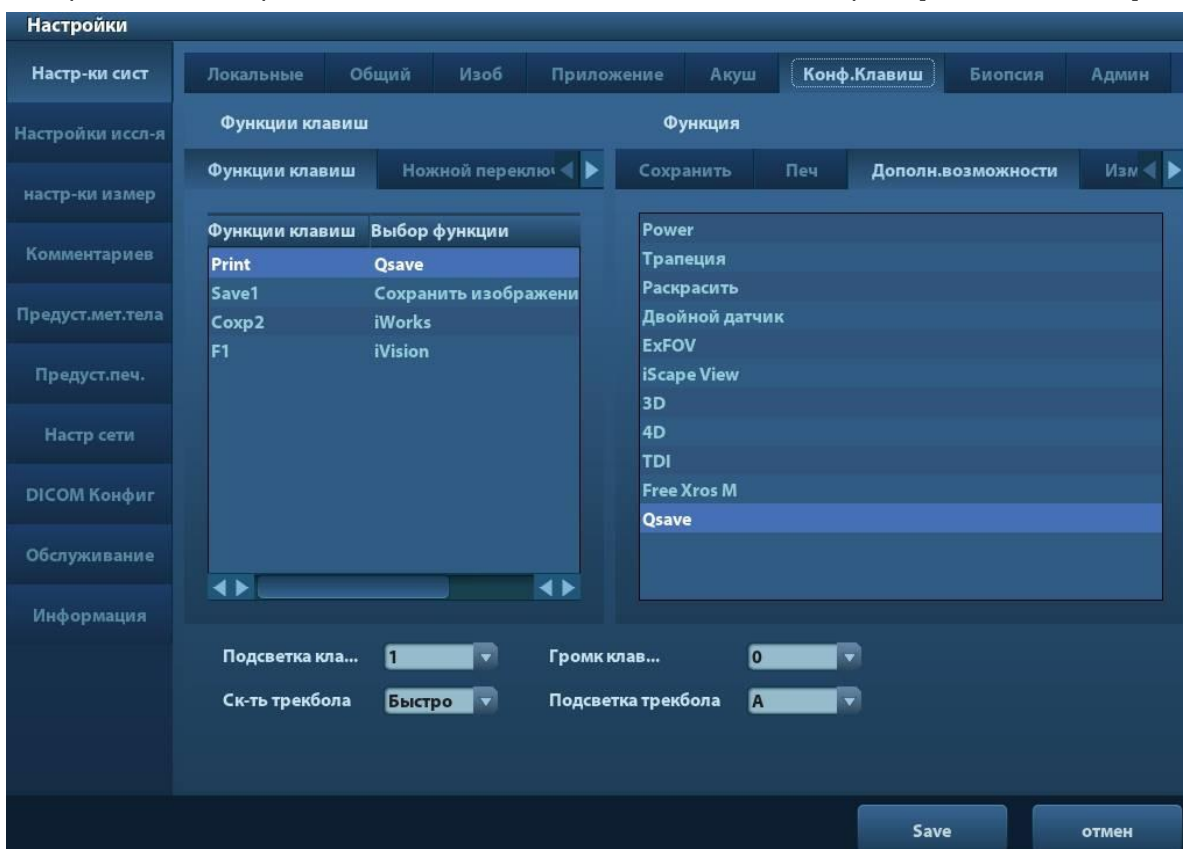 Настройки
Настр-ки сист
Настройки иссл-я
настр-ки измер
Комментариев
Предуст.мет.тела
Предуст.печ.
Настр сети
DICOM Конфиг
Обслуживание
Информация
Локальные Общий Изоб Приложение Акуш Конф.Клавиш Биопсия Админ
Функции клавиш
Функции клавиш Ножной переключ
Функции клавиш Выбор функции
Print Qsave
Save1 Сохранить изображени
Сохр2 iWorks
F1 iVision
Функция
Сохранить Печ Дополн.возможности Изм
Power
Трапеция
Раскрасить
Двойной датчик
ExFOV
iScape View
3D
4D
TDI
Free Xros M
Qsave
Подсветка кла... 1 Громк клав... 0
Ск-ть трекбола Быстро Подсветка трекбола A
Save отмен